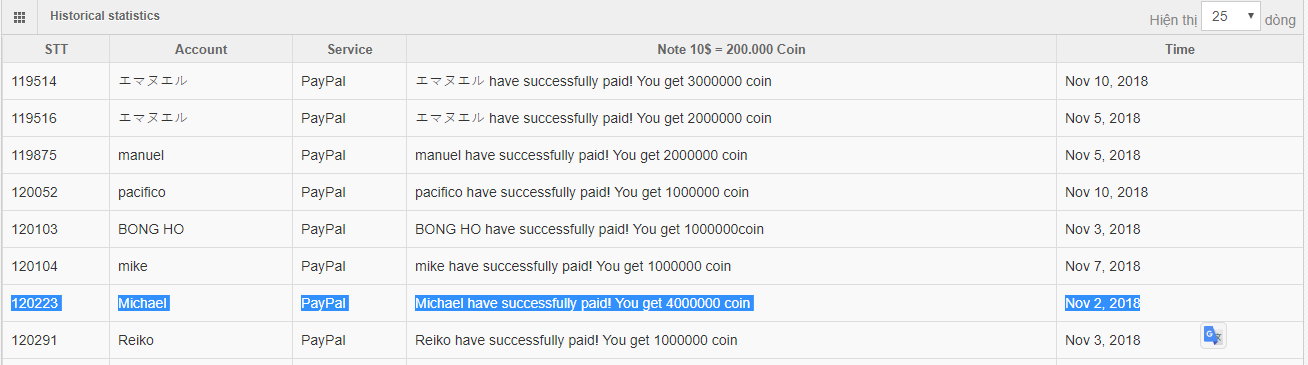 Historical statistics
Hiện thị 25 dòng
STT Account Service Note 10$ = 200.000 Coin Time
119514 エマヌエル PayPal エマヌエル have successfully paid! You get 3000000 coin Nov 10, 2018
119516 エマヌエル PayPal エマヌエル have successfully paid! You get 2000000 coin Nov 5, 2018
119875 manuel PayPal manuel have successfully paid! You get 2000000 coin Nov 5, 2018
120052 pacifico PayPal pacifico have successfully paid! You get 1000000 coin Nov 10, 2018
120103 BONG HO PayPal BONG HO have successfully paid! You get 1000000coin Nov 3, 2018
120104 mike PayPal mike have successfully paid! You get 1000000 coin Nov 7, 2018
120223 Michael PayPal Michael have successfully paid! You get 4000000 coin Nov 2, 2018
120291 Reiko PayPal Reiko have successfully paid! You get 1000000 coin Nov 3, 2018